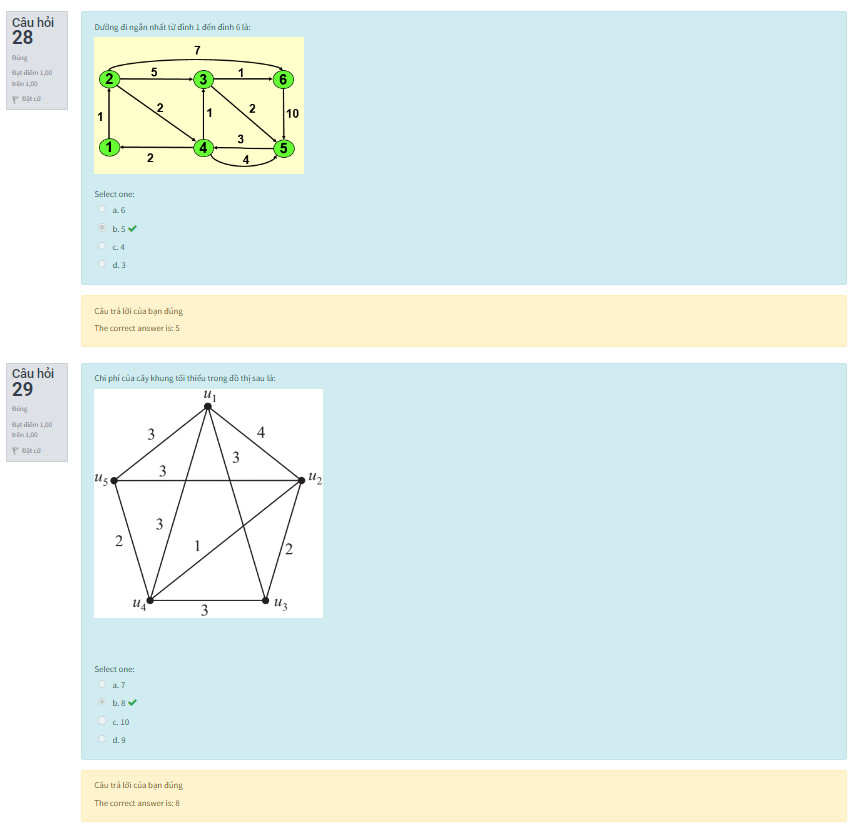 Câu hỏi
28
Đúng
Đạt điểm 1,00
trên 1,00
Đặt cờ
Đường đi ngắn nhất từ đỉnh 1 đến đỉnh 6 là:
7
2 5 3 1 6
1 2 1 2 10
3
1 2 4 4 5
Select one:
a. 6
b. 5
c. 4
d. 3
Câu trả lời của bạn đúng
The correct answer is: 5
Câu hỏi
29
Đúng
Đạt điểm 1,00
trên 1,00
Đặt cờ
Chi phí của cây khung tối thiểu trong đồ thị sau là:
u1
3 4
3
u5 3 u2
3
2 1 2
u4 3 u3
Select one:
a. 7
b. 8
c. 10
d. 9
Câu trả lời của bạn đúng
The correct answer is: 8